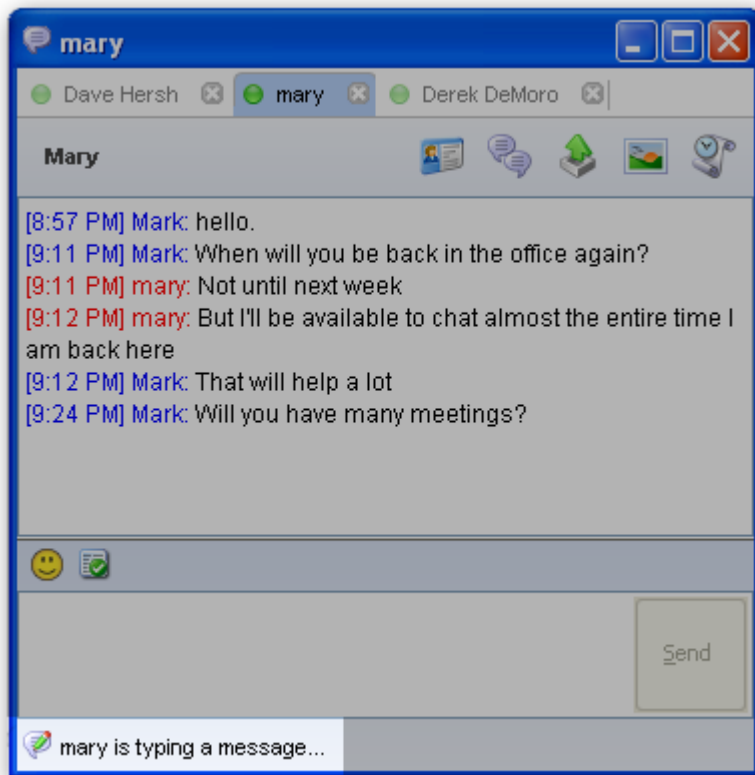 mary
Dave Hersh mary Derek DeMoro
Mary
[8:57 PM] Mark: hello.
[9:11 PM] Mark: When will you be back in the office again?
[9:11 PM] mary: Not until next week
[9:12 PM] mary: But I'll be available to chat almost the entire time I
am back here
[9:12 PM] Mark: That will help a lot
[9:24 PM] Mark: Will you have many meetings?
Send
mary is typing a message...